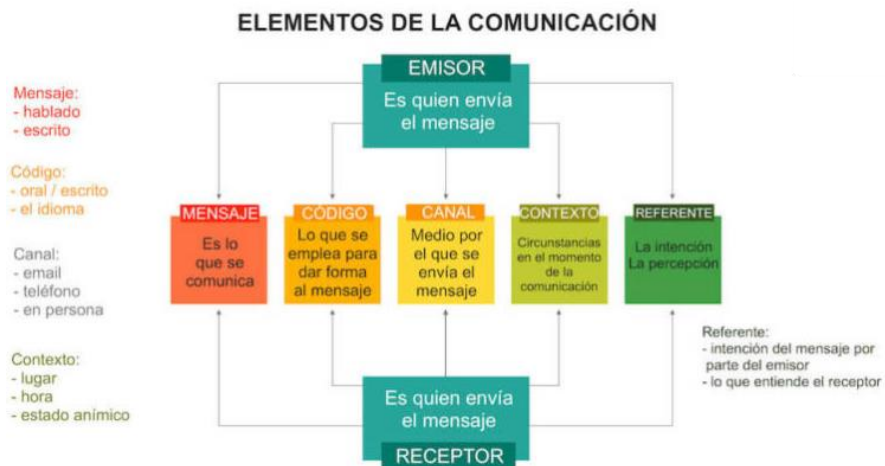 ELEMENTOS DE LA COMUNICACIÓN
EMISOR
Es quien envía
el mensaje
Mensaje:
- hablado
- escrito
Código:
- oral / escrito
- el idioma
Canal:
- email
- teléfono
- en persona
Contexto:
- lugar
- hora
- estado anímico
MENSAJE
Es lo
que se
comunica
CÓDIGO
Lo que se
emplea para
dar forma
al mensaje
CANAL
Medio por
el que se
envía el
mensaje
CONTEXTO
Circunstancias
en el momento
de la
comunicación
REFERENTE
La intención
La percepción
Referente:
- intención del mensaje por
parte del emisor
- lo que entiende el receptor
Es quien envía
el mensaje
RECEPTOR